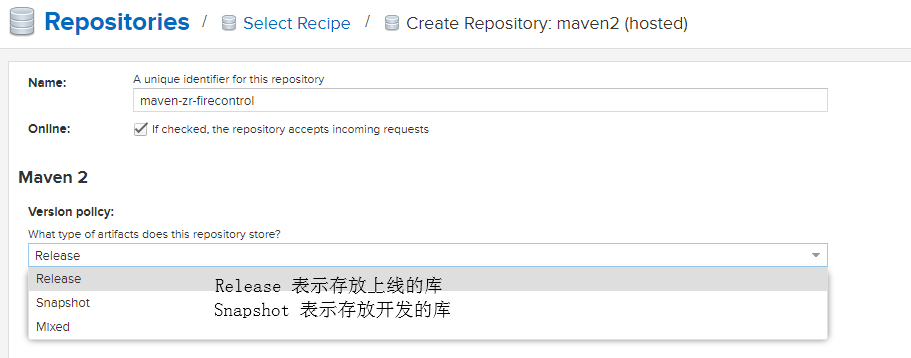 Repositories / Select Recipe / Create Repository: maven2 (hosted)
Name: A unique identifier for this repository
maven-zr-firecontrol
Online: If checked, the repository accepts incoming requests
Maven 2
Version policy:
What type of artifacts does this repository store?
Release
Release
Release 表示存放上线的库
Snapshot
Snapshot 表示存放开发的库
Mixed